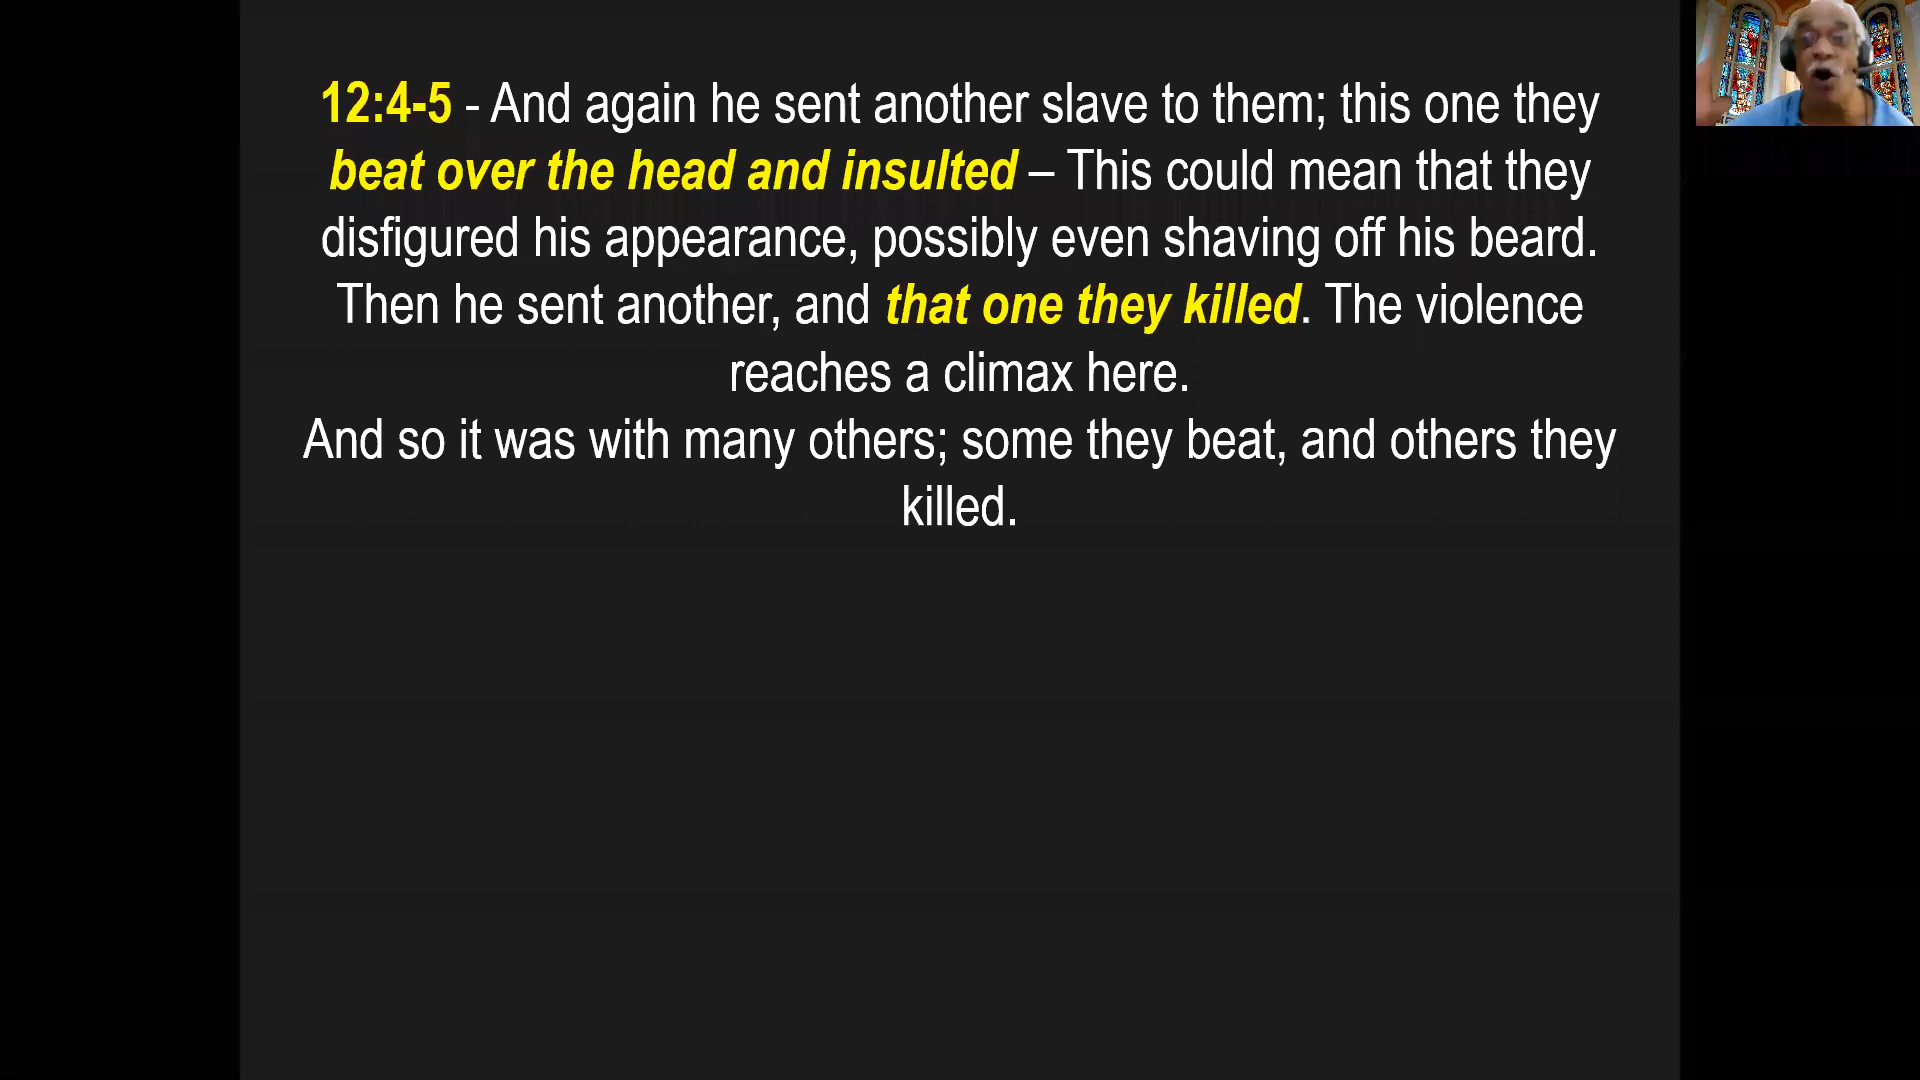 12:4-5 - And again he sent another slave to them; this one they
beat over the head and insulted – This could mean that they
disfigured his appearance, possibly even shaving off his beard.
Then he sent another, and that one they killed. The violence
reaches a climax here.
And so it was with many others; some they beat, and others they
killed.